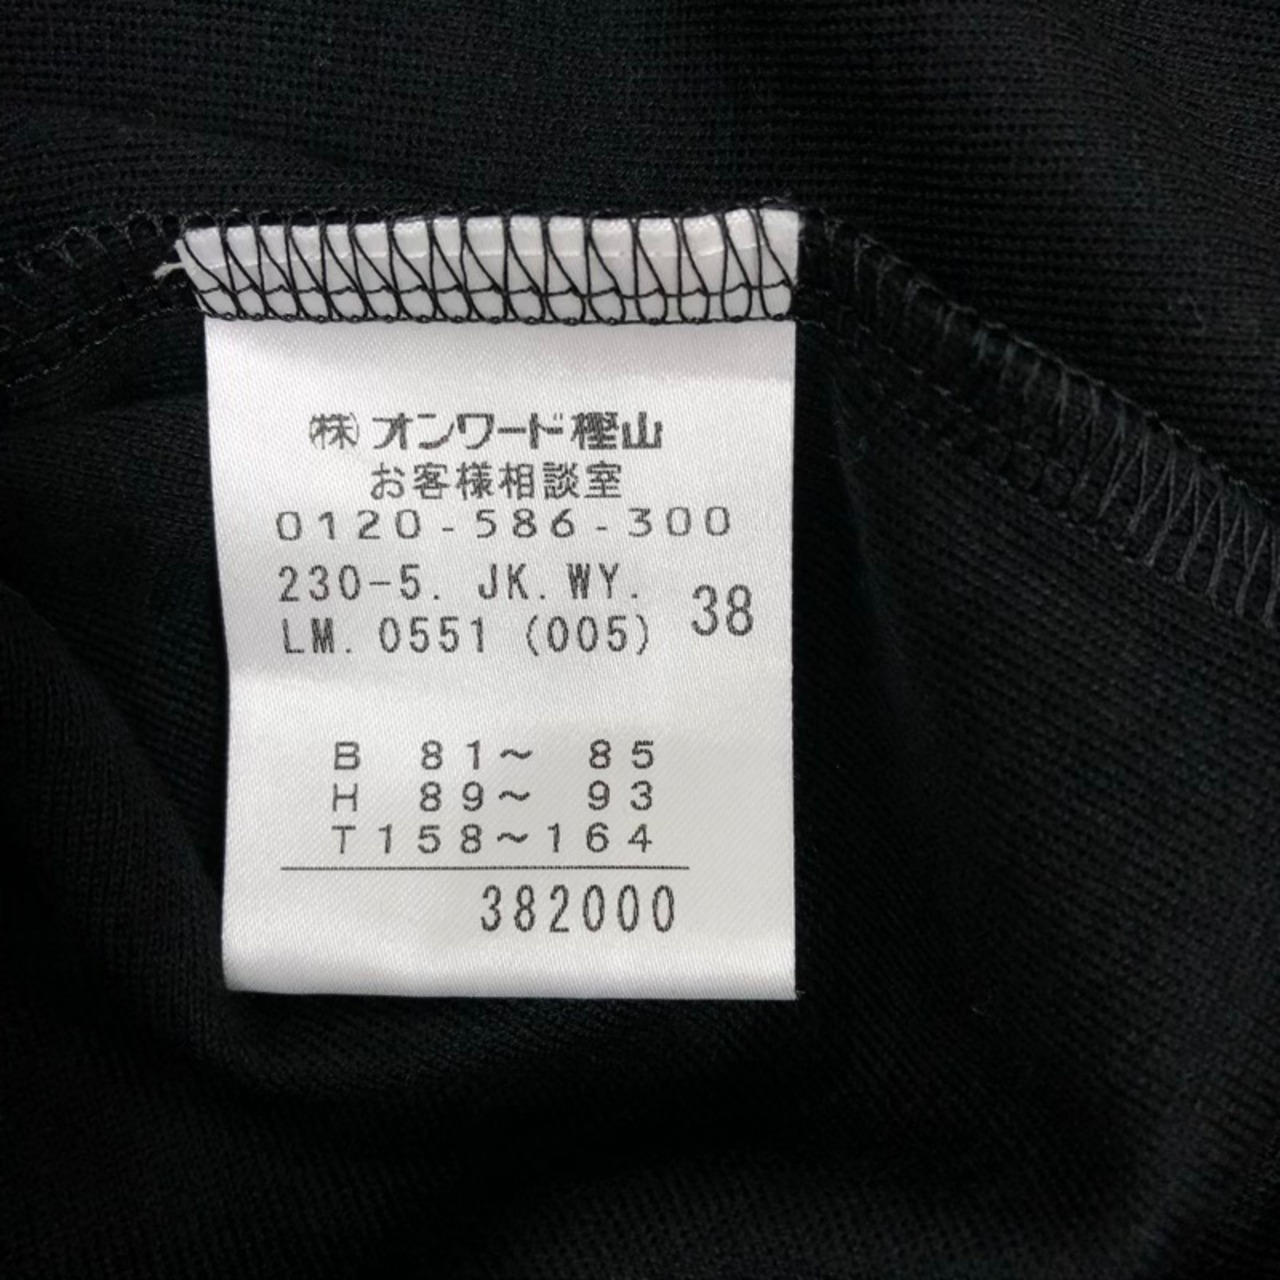 ㈱オンワード樫山
お客様相談室
0120-586-300
230-5. JK. WY.
LM. 0551 (005) 38
B 81～ 85
H 89～ 93
T158～164
382000